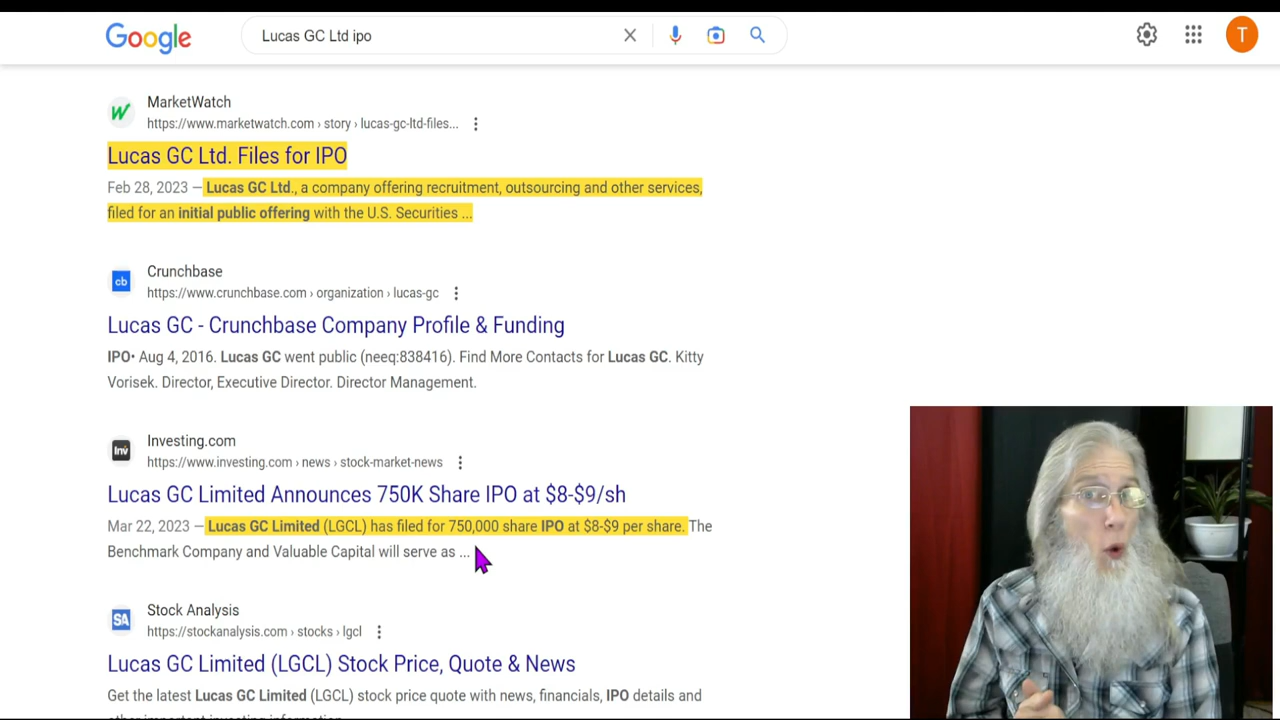 Google
Lucas GC Ltd ipo
T
MarketWatch
https://www.marketwatch.com › story › lucas-gc-ltd-files...
Lucas GC Ltd. Files for IPO
Feb 28, 2023 — Lucas GC Ltd., a company offering recruitment, outsourcing and other services,
filed for an initial public offering with the U.S. Securities ...
cb
Crunchbase
https://www.crunchbase.com › organization › lucas-gc
Lucas GC - Crunchbase Company Profile & Funding
IPO• Aug 4, 2016. Lucas GC went public (neeq:838416). Find More Contacts for Lucas GC. Kitty
Vorisek. Director, Executive Director. Director Management.
Inv
Investing.com
https://www.investing.com › news › stock-market-news
Lucas GC Limited Announces 750K Share IPO at $8-$9/sh
Mar 22, 2023 — Lucas GC Limited (LGCL) has filed for 750,000 share IPO at $8-$9 per share. The
Benchmark Company and Valuable Capital will serve as ...
SA
Stock Analysis
https://stockanalysis.com › stocks › lgcl
Lucas GC Limited (LGCL) Stock Price, Quote & News
Get the latest Lucas GC Limited (LGCL) stock price quote with news, financials, IPO details and
other important investing information.